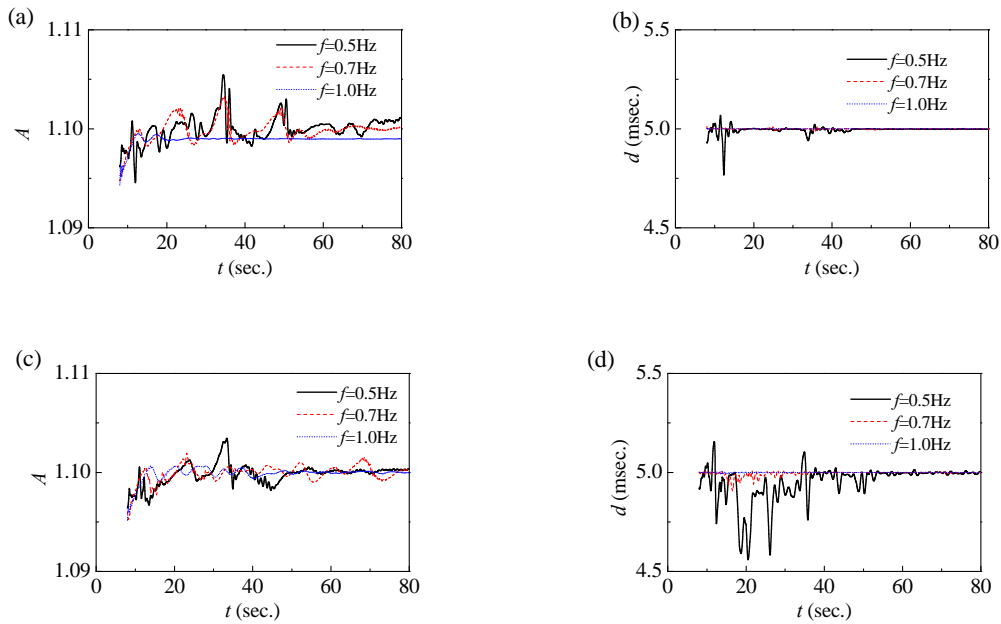 (a)
1.11
1.10
1.09
A
f=0.5Hz
f=0.7Hz
f=1.0Hz
0 20 40 60 80
t (sec.)
(b)
5.5
5.0
4.5
d (msec.)
f=0.5Hz
f=0.7Hz
f=1.0Hz
0 20 40 60 80
t (sec.)
(c)
1.11
1.10
1.09
A
f=0.5Hz
f=0.7Hz
f=1.0Hz
0 20 40 60 80
t (sec.)
(d)
5.5
5.0
4.5
d (msec.)
f=0.5Hz
f=0.7Hz
f=1.0Hz
0 20 40 60 80
t (sec.)